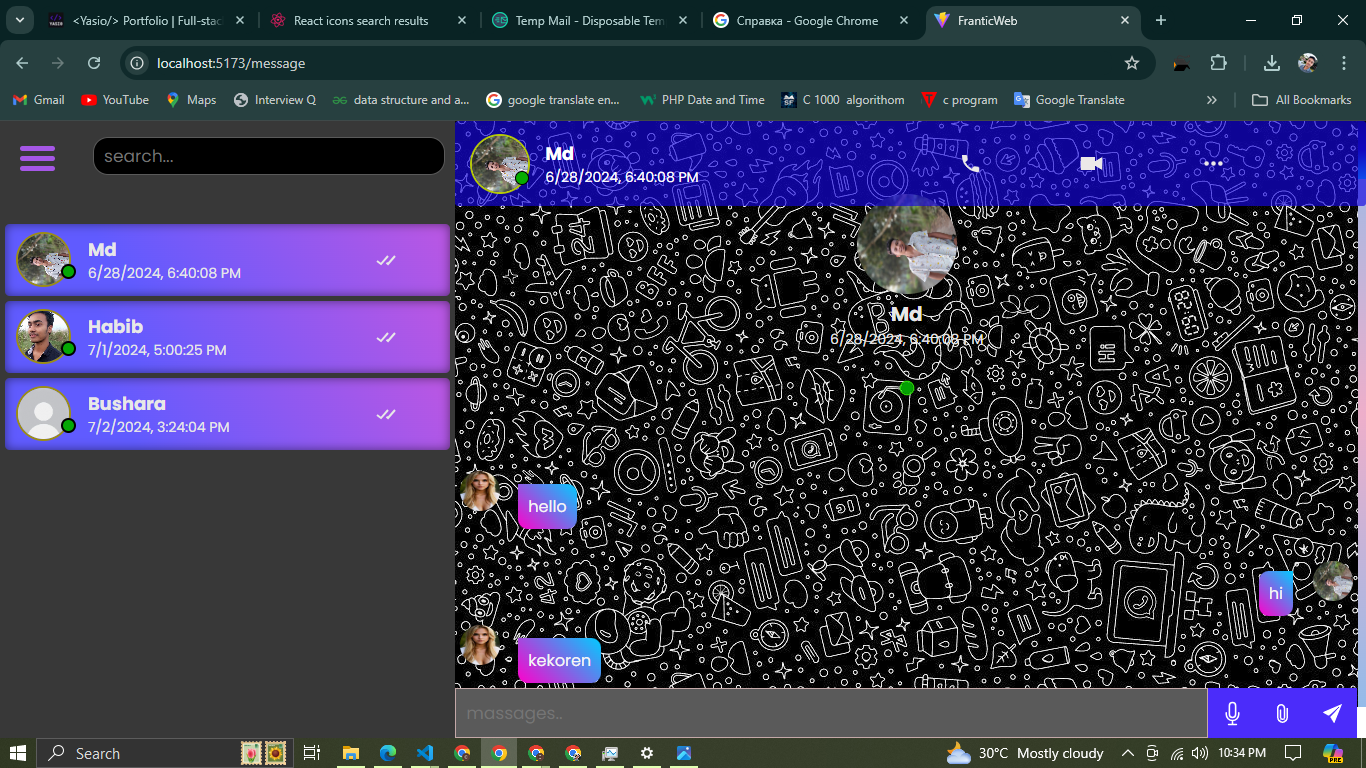 <Yasio/> Portfolio | Full-stac
React icons search results
Temp Mail - Disposable Tem
Справка - Google Chrome
FranticWeb
localhost:5173/message
Gmail
YouTube
Maps
Interview Q
data structure and a...
google translate en...
PHP Date and Time
C 1000 algorithom
c program
Google Translate
»
All Bookmarks
search...
Md
6/28/2024, 6:40:08 PM
Md
6/28/2024, 6:40:08 PM
Habib
7/1/2024, 5:00:25 PM
Bushara
7/2/2024, 3:24:04 PM
Md
6/28/2024, 6:40:08 PM
hello
hi
kekoren
massages..
Search
30°C Mostly cloudy
10:34 PM
PRE